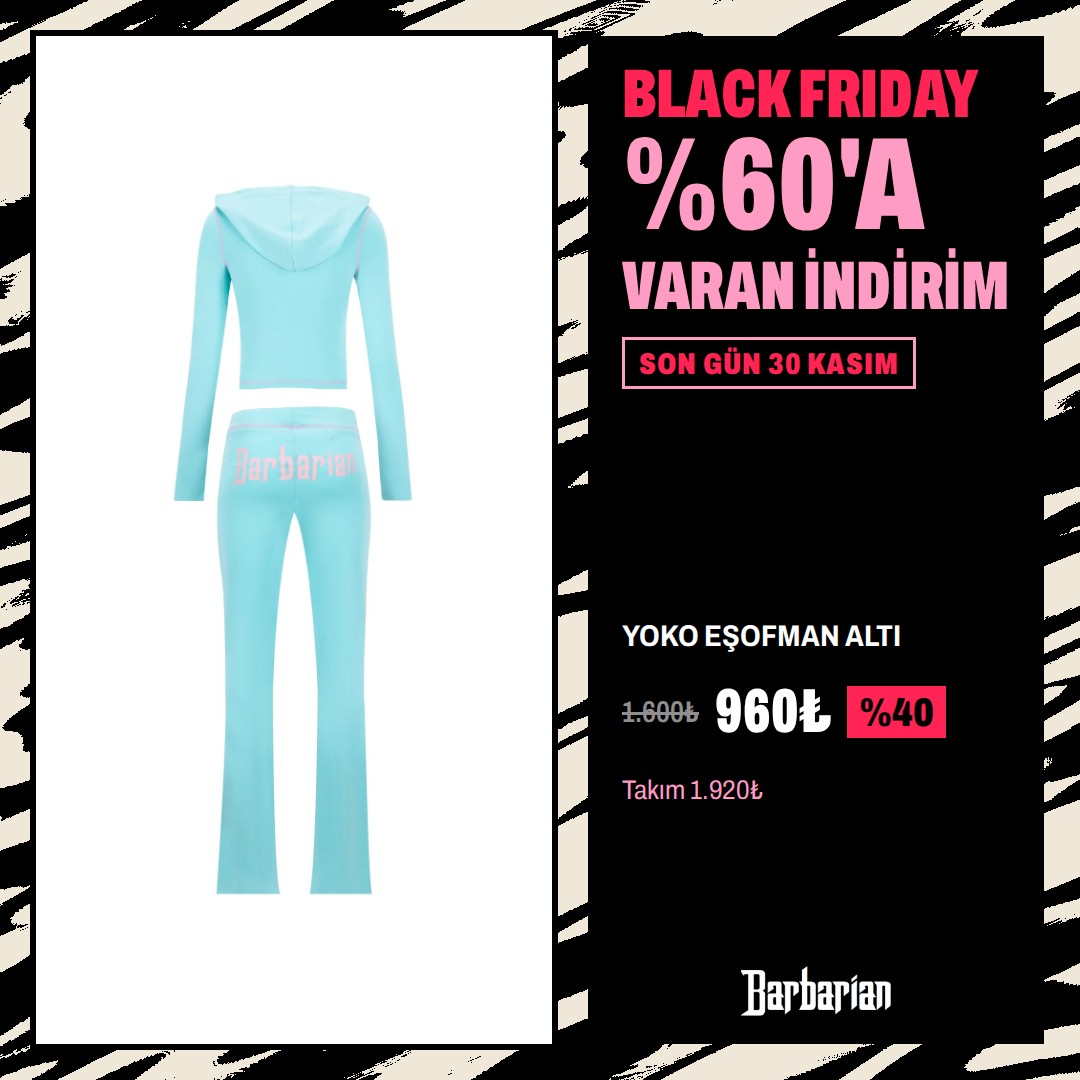 BLACK FRIDAY
%60'A
VARAN İNDİRİM
SON GÜN 30 KASIM
Barbarian
YOKO EŞOFMAN ALTI
1.600₺ 960₺ %40
Takım 1.920₺
Barbarian